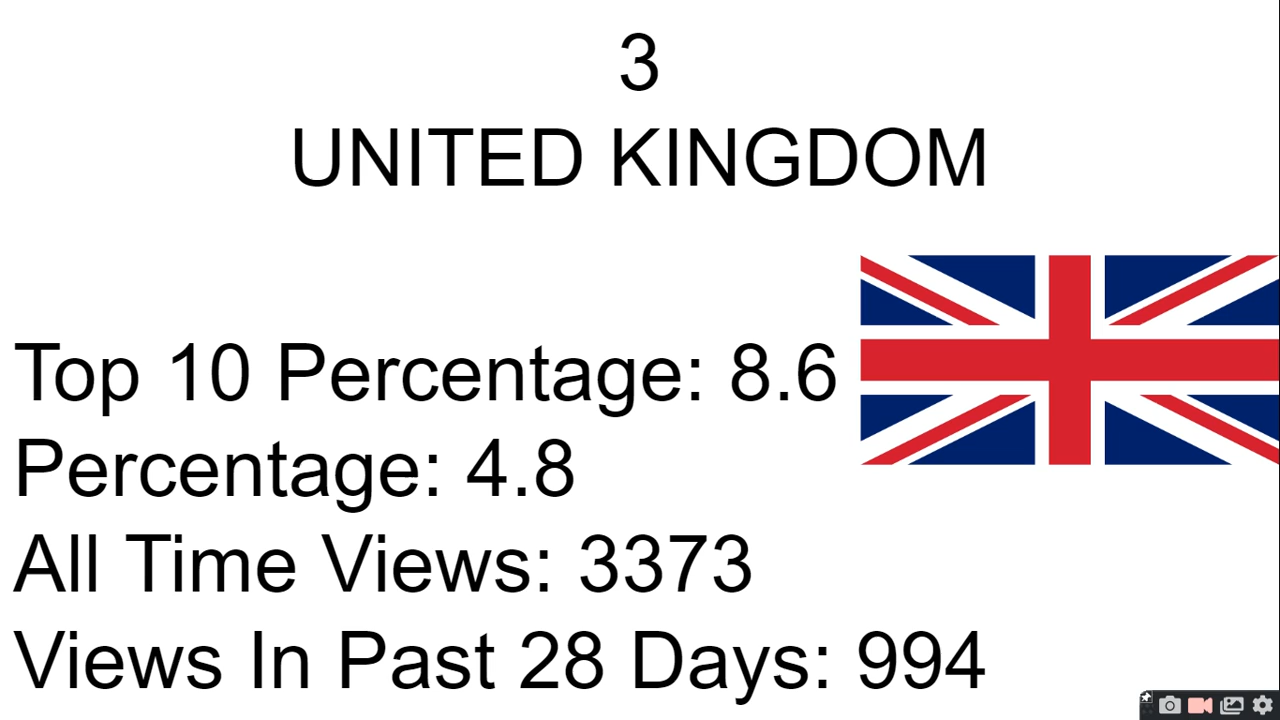 3
UNITED KINGDOM
Top 10 Percentage: 8.6
Percentage: 4.8
All Time Views: 3373
Views In Past 28 Days: 994